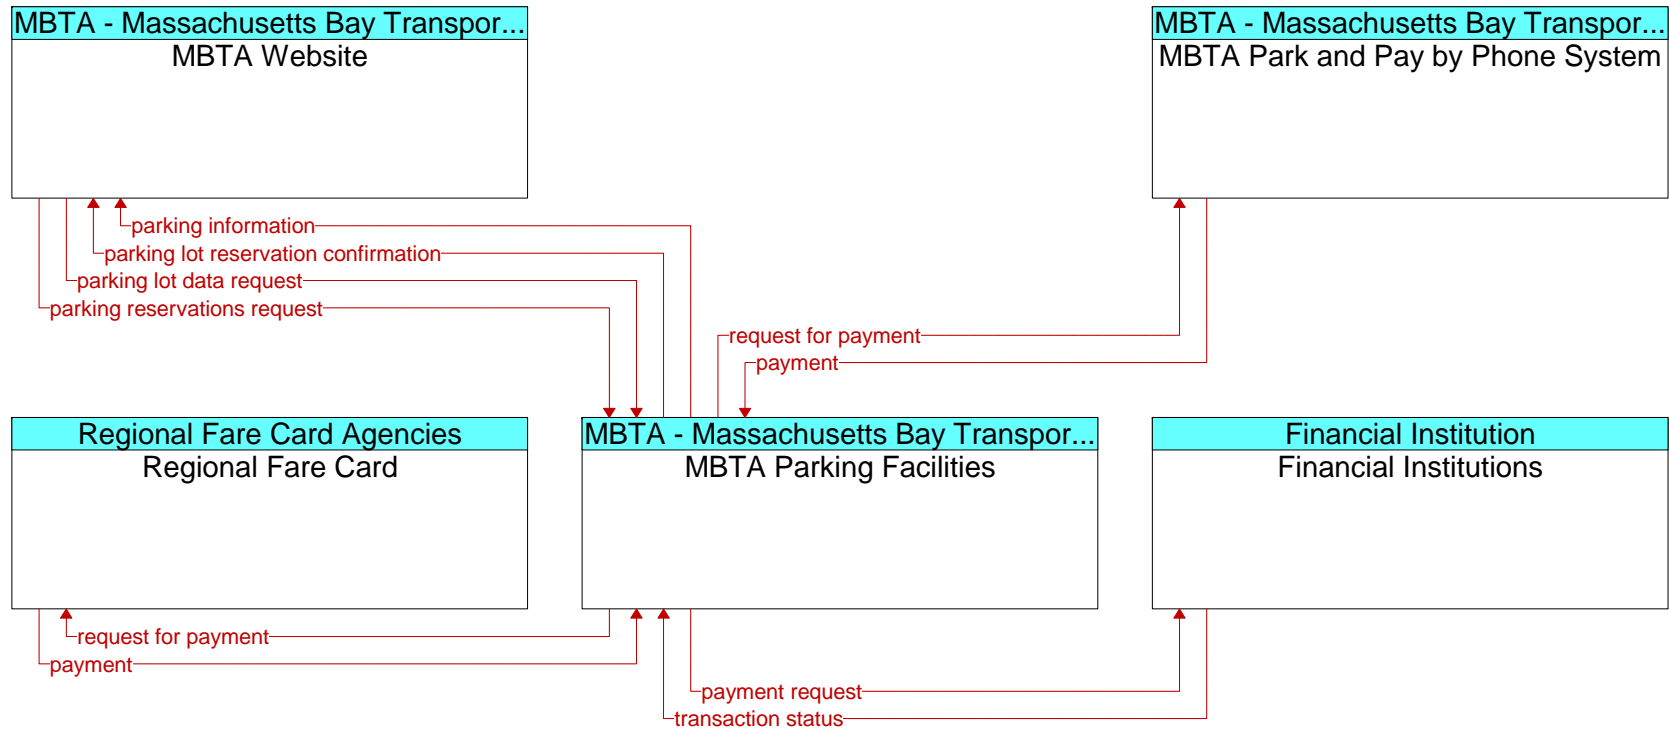 MBTA - Massachusetts Bay Transpor...
MBTA Website
MBTA - Massachusetts Bay Transpor...
MBTA Park and Pay by Phone System
parking information
parking lot reservation confirmation
parking lot data request
parking reservations request
request for payment
payment
Regional Fare Card Agencies
Regional Fare Card
MBTA - Massachusetts Bay Transpor...
MBTA Parking Facilities
Financial Institution
Financial Institutions
request for payment
payment
payment request
transaction status